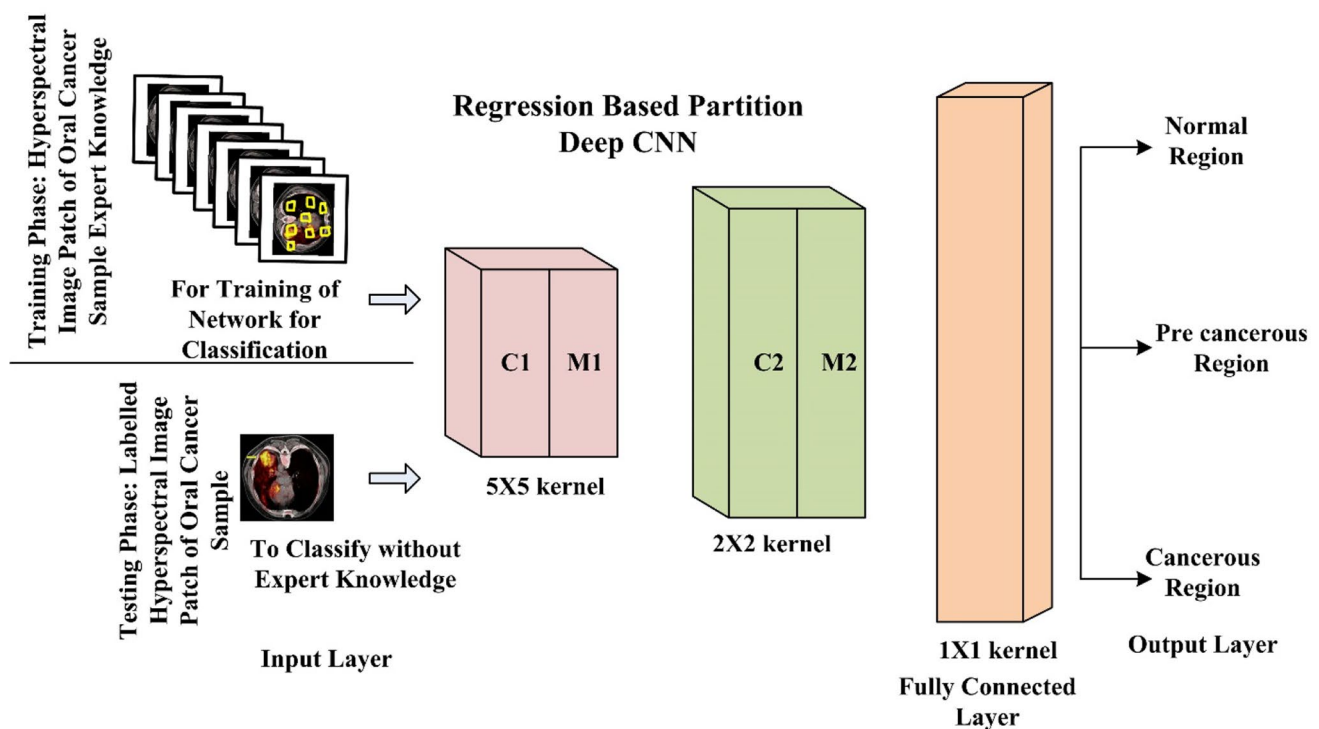 Training Phase: Hyperspectral
Image Patch of Oral Cancer
Sample Expert Knowledge
For Training of
Network for
Classification
Testing Phase: Labelled
Hyperspectral Image
Patch of Oral Cancer
Sample
To Classify without
Expert Knowledge
Input Layer
Regression Based Partition
Deep CNN
C1
M1
5X5 kernel
C2
M2
2X2 kernel
1X1 kernel
Fully Connected
Layer
Normal
Region
Pre cancerous
Region
Cancerous
Region
Output Layer